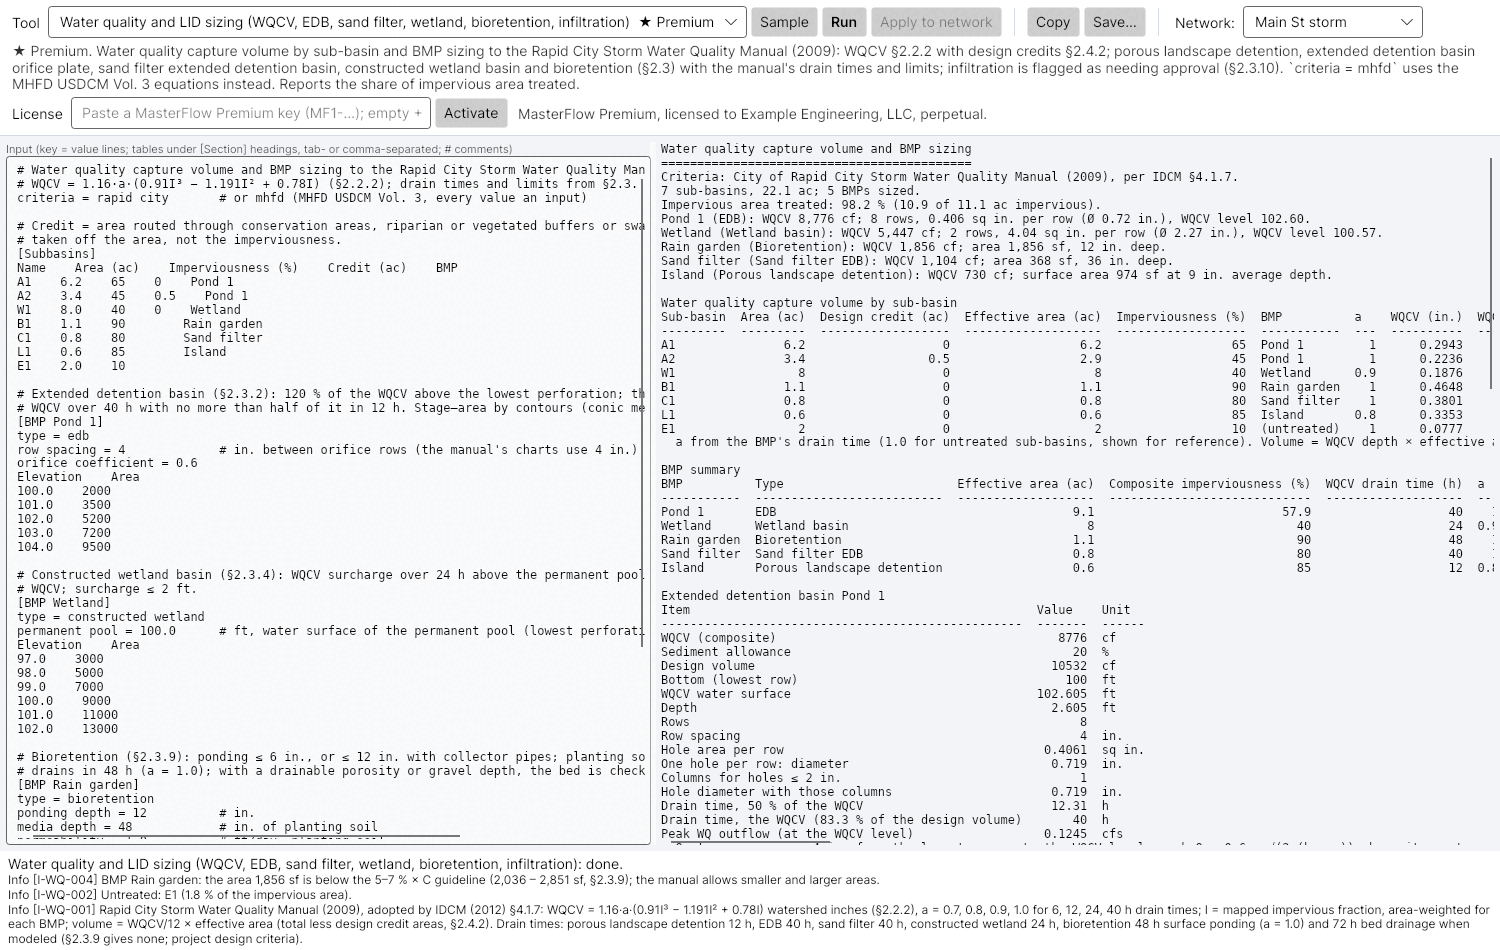 Tool
Water quality and LID sizing (WQCV, EDB, sand filter, wetland, bioretention, infiltration) ★ Premium
Sample
Run
Apply to network
Copy
Save...
Network:
Main St storm
★ Premium. Water quality capture volume by sub-basin and BMP sizing to the Rapid City Storm Water Quality Manual (2009): WQCV §2.2.2 with design credits §2.4.2; porous landscape detention, extended detention basin
orifice plate, sand filter extended detention basin, constructed wetland basin and bioretention (§2.3) with the manual's drain times and limits; infiltration is flagged as needing approval (§2.3.10). `criteria = mhfd` uses the
MHFD USDCM Vol. 3 equations instead. Reports the share of impervious area treated.
License
Paste a MasterFlow Premium key (MF1-...); empty +
Activate
MasterFlow Premium, licensed to Example Engineering, LLC, perpetual.
Input (key = value lines; tables under [Section] headings, tab- or comma-separated; # comments)
# Water quality capture volume and BMP sizing to the Rapid City Storm Water Quality Man
# WQCV = 1.16·a·(0.91I³ − 1.191I² + 0.78I) (§2.2.2); drain times and limits from §2.3.
criteria = rapid city # or mhfd (MHFD USDCM Vol. 3, every value an input)
# Credit = area routed through conservation areas, riparian or vegetated buffers or swa
# taken off the area, not the imperviousness.
[Subbasins]
Name Area (ac) Imperviousness (%) Credit (ac) BMP
A1 6.2 65 0 Pond 1
A2 3.4 45 0.5 Pond 1
W1 8.0 40 0 Wetland
B1 1.1 90 Rain garden
C1 0.8 80 Sand filter
L1 0.6 85 Island
E1 2.0 10
# Extended detention basin (§2.3.2): 120 % of the WQCV above the lowest perforation; th
# WQCV over 40 h with no more than half of it in 12 h. Stage–area by contours (conic me
[BMP Pond 1]
type = edb
row spacing = 4 # in. between orifice rows (the manual's charts use 4 in.)
orifice coefficient = 0.6
Elevation Area
100.0 2000
101.0 3500
102.0 5200
103.0 7200
104.0 9500
# Constructed wetland basin (§2.3.4): WQCV surcharge over 24 h above the permanent pool
# WQCV; surcharge ≤ 2 ft.
[BMP Wetland]
type = constructed wetland
permanent pool = 100.0 # ft, water surface of the permanent pool (lowest perforati
Elevation Area
97.0 3000
98.0 5000
99.0 7000
100.0 9000
101.0 11000
102.0 13000
# Bioretention (§2.3.9): ponding ≤ 6 in., or ≤ 12 in. with collector pipes; planting so
# drains in 48 h (a = 1.0); with a drainable porosity or gravel depth, the bed is check
[BMP Rain garden]
type = bioretention
ponding depth = 12 # in.
media depth = 48 # in. of planting soil
Water quality capture volume and BMP sizing
===========================================
Criteria: City of Rapid City Storm Water Quality Manual (2009), per IDCM §4.1.7.
7 sub-basins, 22.1 ac; 5 BMPs sized.
Impervious area treated: 98.2 % (10.9 of 11.1 ac impervious).
Pond 1 (EDB): WQCV 8,776 cf; 8 rows, 0.406 sq in. per row (Ø 0.72 in.), WQCV level 102.60.
Wetland (Wetland basin): WQCV 5,447 cf; 2 rows, 4.04 sq in. per row (Ø 2.27 in.), WQCV level 100.57.
Rain garden (Bioretention): WQCV 1,856 cf; area 1,856 sf, 12 in. deep.
Sand filter (Sand filter EDB): WQCV 1,104 cf; area 368 sf, 36 in. deep.
Island (Porous landscape detention): WQCV 730 cf; surface area 974 sf at 9 in. average depth.
Water quality capture volume by sub-basin
Sub-basin Area (ac) Design credit (ac) Effective area (ac) Imperviousness (%) BMP a WQCV (in.) WQC
A1 6.2 0 6.2 65 Pond 1 1 0.2943
A2 3.4 0.5 2.9 45 Pond 1 1 0.2236
W1 8 0 8 40 Wetland 0.9 0.1876
B1 1.1 0 1.1 90 Rain garden 1 0.4648
C1 0.8 0 0.8 80 Sand filter 1 0.3801
L1 0.6 0 0.6 85 Island 0.8 0.3353
E1 2 0 2 10 (untreated) 1 0.0777
a from the BMP's drain time (1.0 for untreated sub-basins, shown for reference). Volume = WQCV depth × effective a
BMP summary
BMP Type Effective area (ac) Composite imperviousness (%) WQCV drain time (h) a
Pond 1 EDB 9.1 57.9 40
Wetland Wetland basin 8 40 24 0.9
Rain garden Bioretention 1.1 90 48
Sand filter Sand filter EDB 0.8 80 40
Island Porous landscape detention 0.6 85 12 0.8
Extended detention basin Pond 1
Item Value Unit
WQCV (composite) 8776 cf
Sediment allowance 20 %
Design volume 10532 cf
Bottom (lowest row) 100 ft
WQCV water surface 102.605 ft
Depth 2.605 ft
Rows 8
Row spacing 4 in.
Hole area per row 0.4061 sq in.
One hole per row: diameter 0.719 in.
Columns for holes ≤ 2 in. 1
Hole diameter with those columns 0.719 in.
Drain time, 50 % of the WQCV 12.31 h
Drain time, the WQCV (83.3 % of the design volume) 40 h
Peak WQ outflow (at the WQCV level) 0.1245 cfs
Water quality and LID sizing (WQCV, EDB, sand filter, wetland, bioretention, infiltration): done.
Info [I-WQ-004] BMP Rain garden: the area 1,856 sf is below the 5–7 % × C guideline (2,036 – 2,851 sf, §2.3.9); the manual allows smaller and larger areas.
Info [I-WQ-002] Untreated: E1 (1.8 % of the impervious area).
Info [I-WQ-001] Rapid City Storm Water Quality Manual (2009), adopted by IDCM (2012) §4.1.7: WQCV = 1.16·a·(0.91I³ − 1.191I² + 0.78I) watershed inches (§2.2.2), a = 0.7, 0.8, 0.9, 1.0 for 6, 12, 24, 40 h drain times; I = mapped impervious fraction, area-weighted for
each BMP; volume = WQCV/12 × effective area (total less design credit areas, §2.4.2). Drain times: porous landscape detention 12 h, EDB 40 h, sand filter 40 h, constructed wetland 24 h, bioretention 48 h surface ponding (a = 1.0) and 72 h bed drainage when
modeled (§2.3.9 gives none; project design criteria).